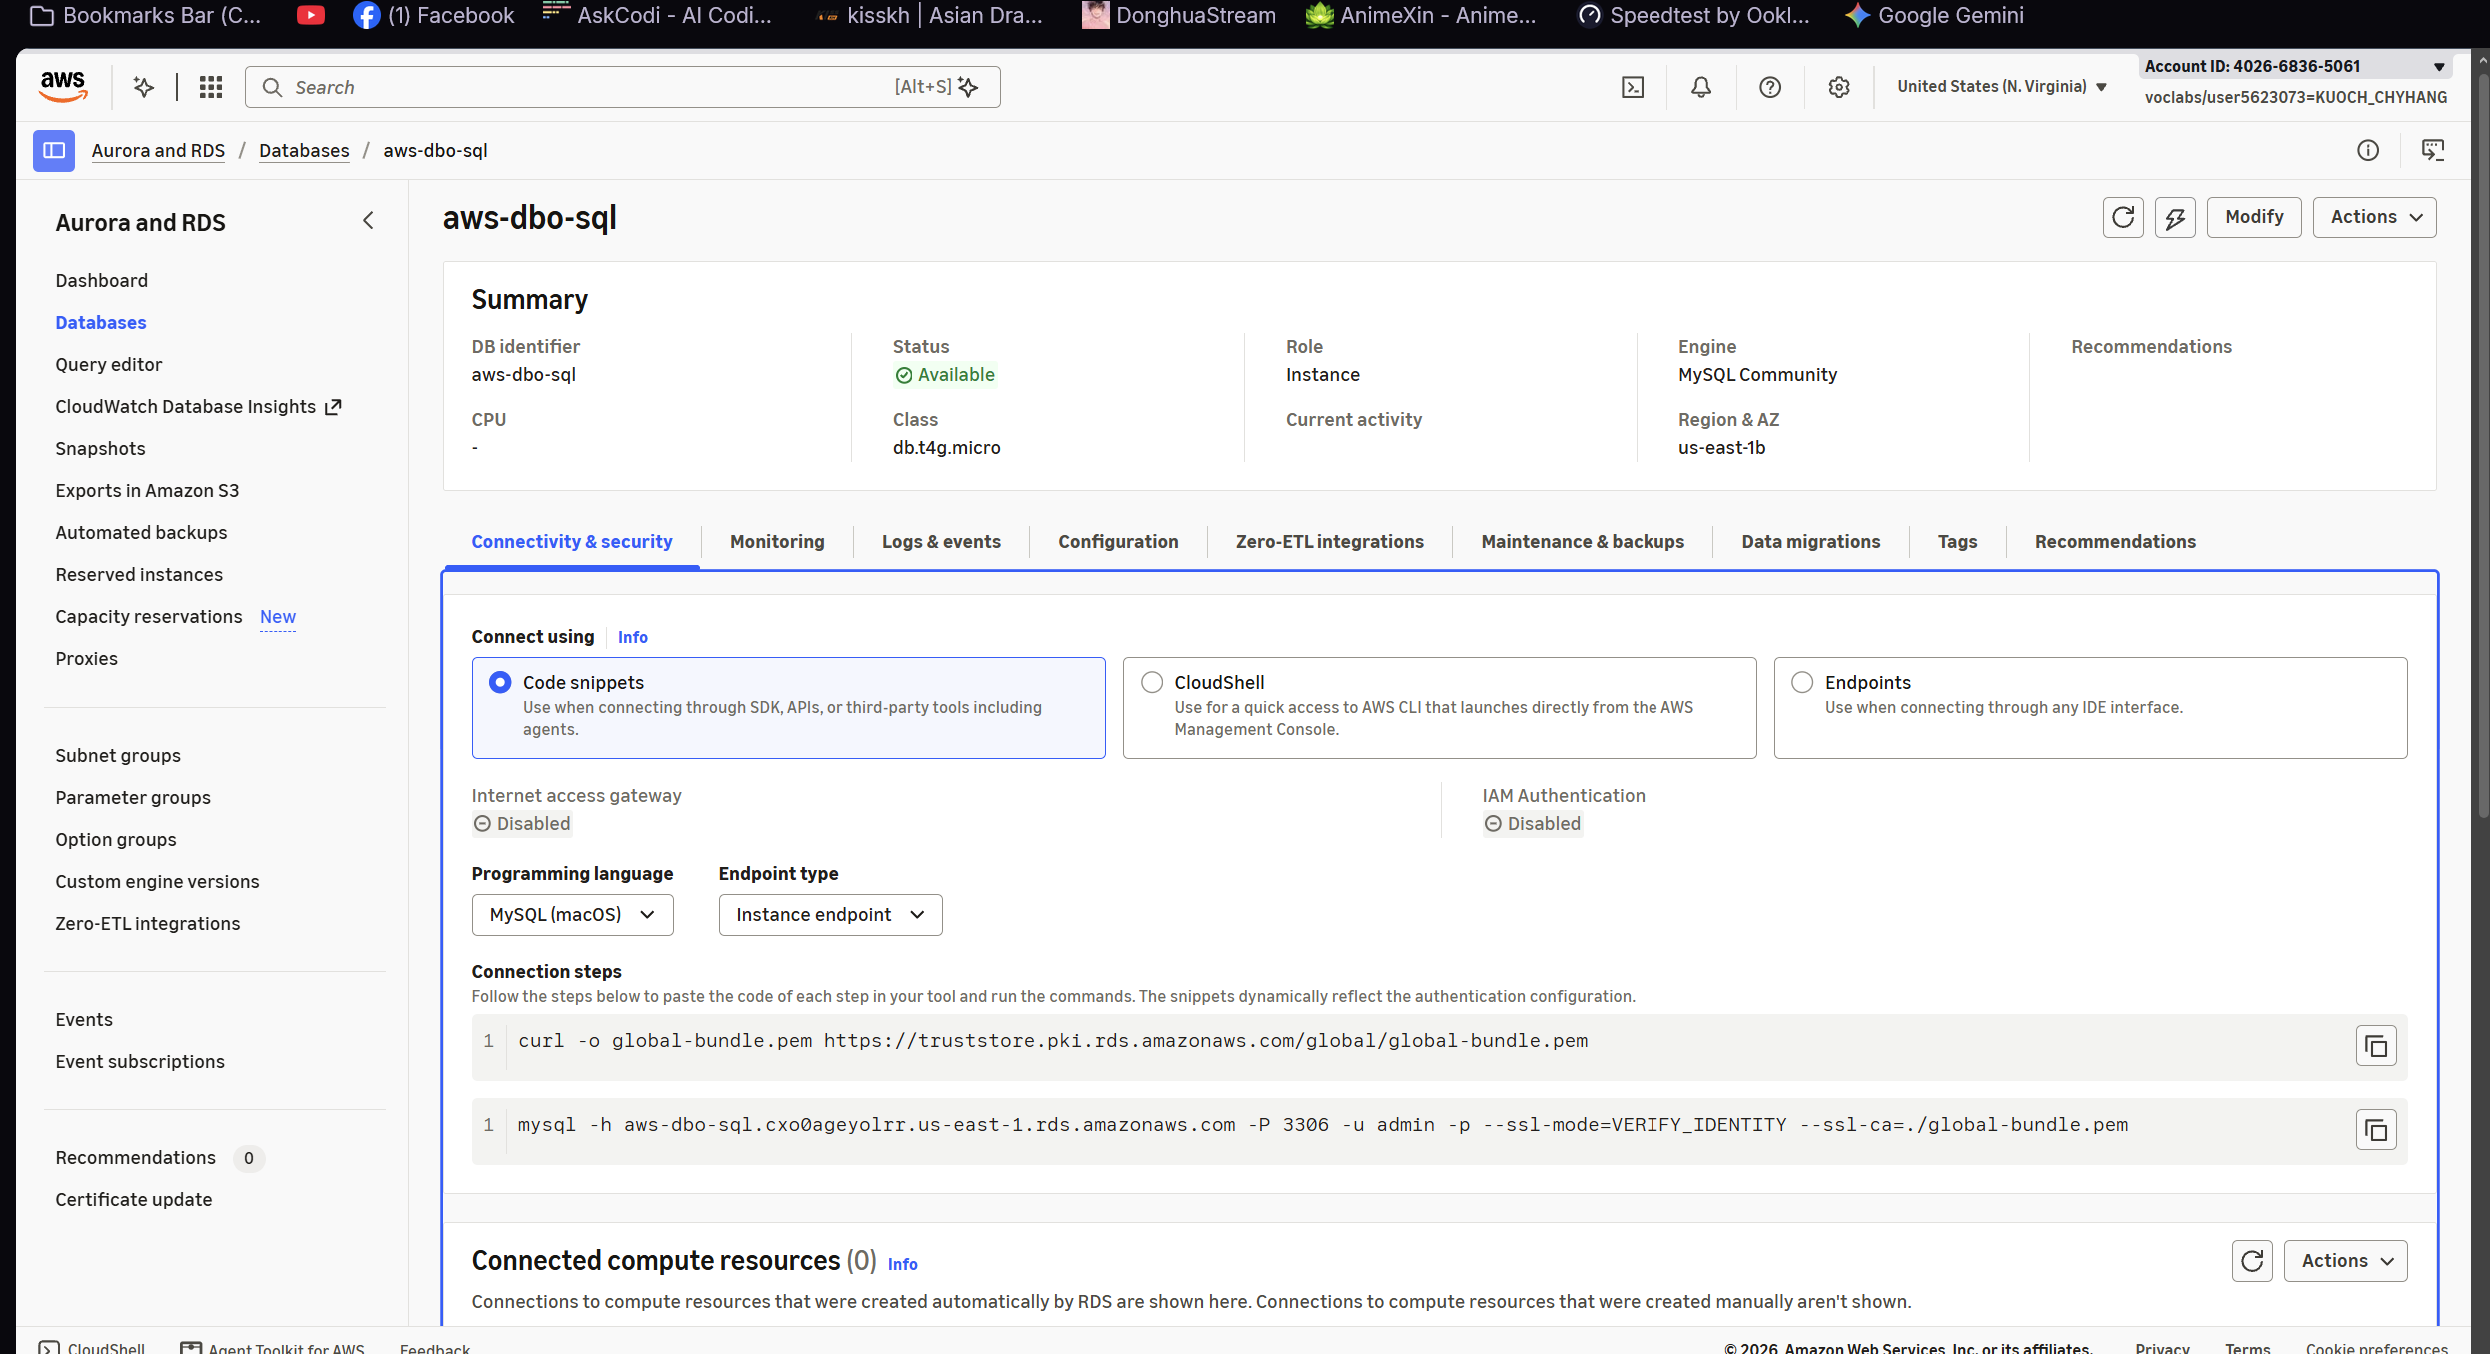 Bookmarks Bar (C...
(1) Facebook
AskCodi - AI Codi...
kisskh | Asian Dra...
DonghuaStream
AnimeXin - Anime...
Speedtest by Ookl...
Google Gemini
aws
Search
[Alt+S]
United States (N. Virginia)
Account ID: 4026-6836-5061
voclabs/user5623073=KUOCH_CHYHANG
Aurora and RDS / Databases / aws-dbo-sql
Aurora and RDS
Dashboard
Databases
Query editor
CloudWatch Database Insights
Snapshots
Exports in Amazon S3
Automated backups
Reserved instances
Capacity reservations New
Proxies
Subnet groups
Parameter groups
Option groups
Custom engine versions
Zero-ETL integrations
Events
Event subscriptions
Recommendations 0
Certificate update
aws-dbo-sql
Modify
Actions
Summary
DB identifier
aws-dbo-sql
CPU
-
Status
Available
Class
db.t4g.micro
Role
Instance
Current activity
Engine
MySQL Community
Region & AZ
us-east-1b
Recommendations
Connectivity & security
Monitoring
Logs & events
Configuration
Zero-ETL integrations
Maintenance & backups
Data migrations
Tags
Recommendations
Connect using Info
Code snippets
Use when connecting through SDK, APIs, or third-party tools including
agents.
CloudShell
Use for a quick access to AWS CLI that launches directly from the AWS
Management Console.
Endpoints
Use when connecting through any IDE interface.
Internet access gateway
Disabled
IAM Authentication
Disabled
Programming language
MySQL (macOS)
Endpoint type
Instance endpoint
Connection steps
Follow the steps below to paste the code of each step in your tool and run the commands. The snippets dynamically reflect the authentication configuration.
1 curl -o global-bundle.pem https://truststore.pki.rds.amazonaws.com/global/global-bundle.pem
1 mysql -h aws-dbo-sql.cxo0ageyolrr.us-east-1.rds.amazonaws.com -P 3306 -u admin -p --ssl-mode=VERIFY_IDENTITY --ssl-ca=./global-bundle.pem
Connected compute resources (0) Info
Actions
Connections to compute resources that were created automatically by RDS are shown here. Connections to compute resources that were created manually aren't shown.
CloudShell
Agent Toolkit for AWS
Feedback
© 2026, Amazon Web Services, Inc. or its affiliates.
Privacy
Terms
Cookie preferences